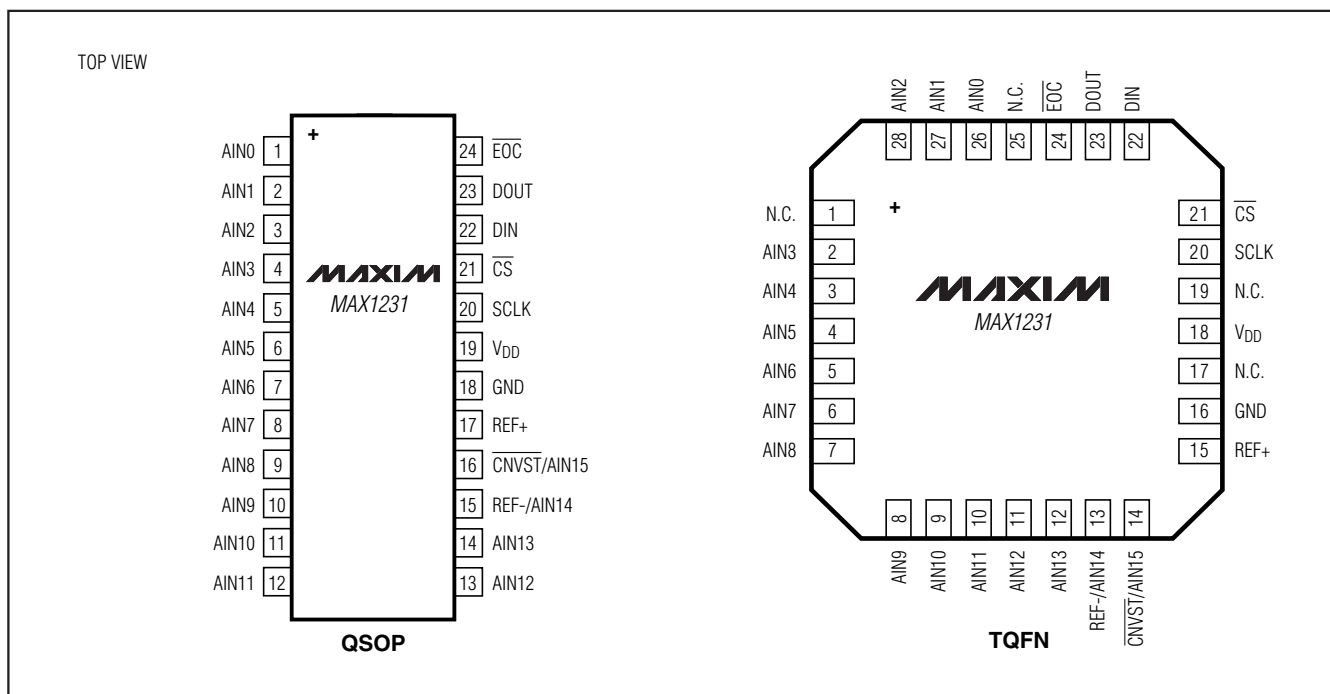 TOP VIEW
+
AIN0 1
AIN1 2
AIN2 3
AIN3 4
AIN4 5
AIN5 6
AIN6 7
AIN7 8
AIN8 9
AIN9 10
AIN10 11
AIN11 12
MAXIM
MAX1231
24 EOC
23 DOUT
22 DIN
21 CS
20 SCLK
19 VDD
18 GND
17 REF+
16 CNVST/AIN15
15 REF-/AIN14
14 AIN13
13 AIN12
QSOP
AIN2 28
AIN1 27
AIN0 26
N.C. 25
EOC 24
DOUT 23
DIN 22
+
N.C. 1
AIN3 2
AIN4 3
AIN5 4
AIN6 5
AIN7 6
AIN8 7
MAXIM
MAX1231
21 CS
20 SCLK
19 N.C.
18 VDD
17 N.C.
16 GND
15 REF+
8 AIN9
9 AIN10
10 AIN11
11 AIN12
12 AIN13
13 REF-/AIN14
14 CNVST/AIN15
TQFN